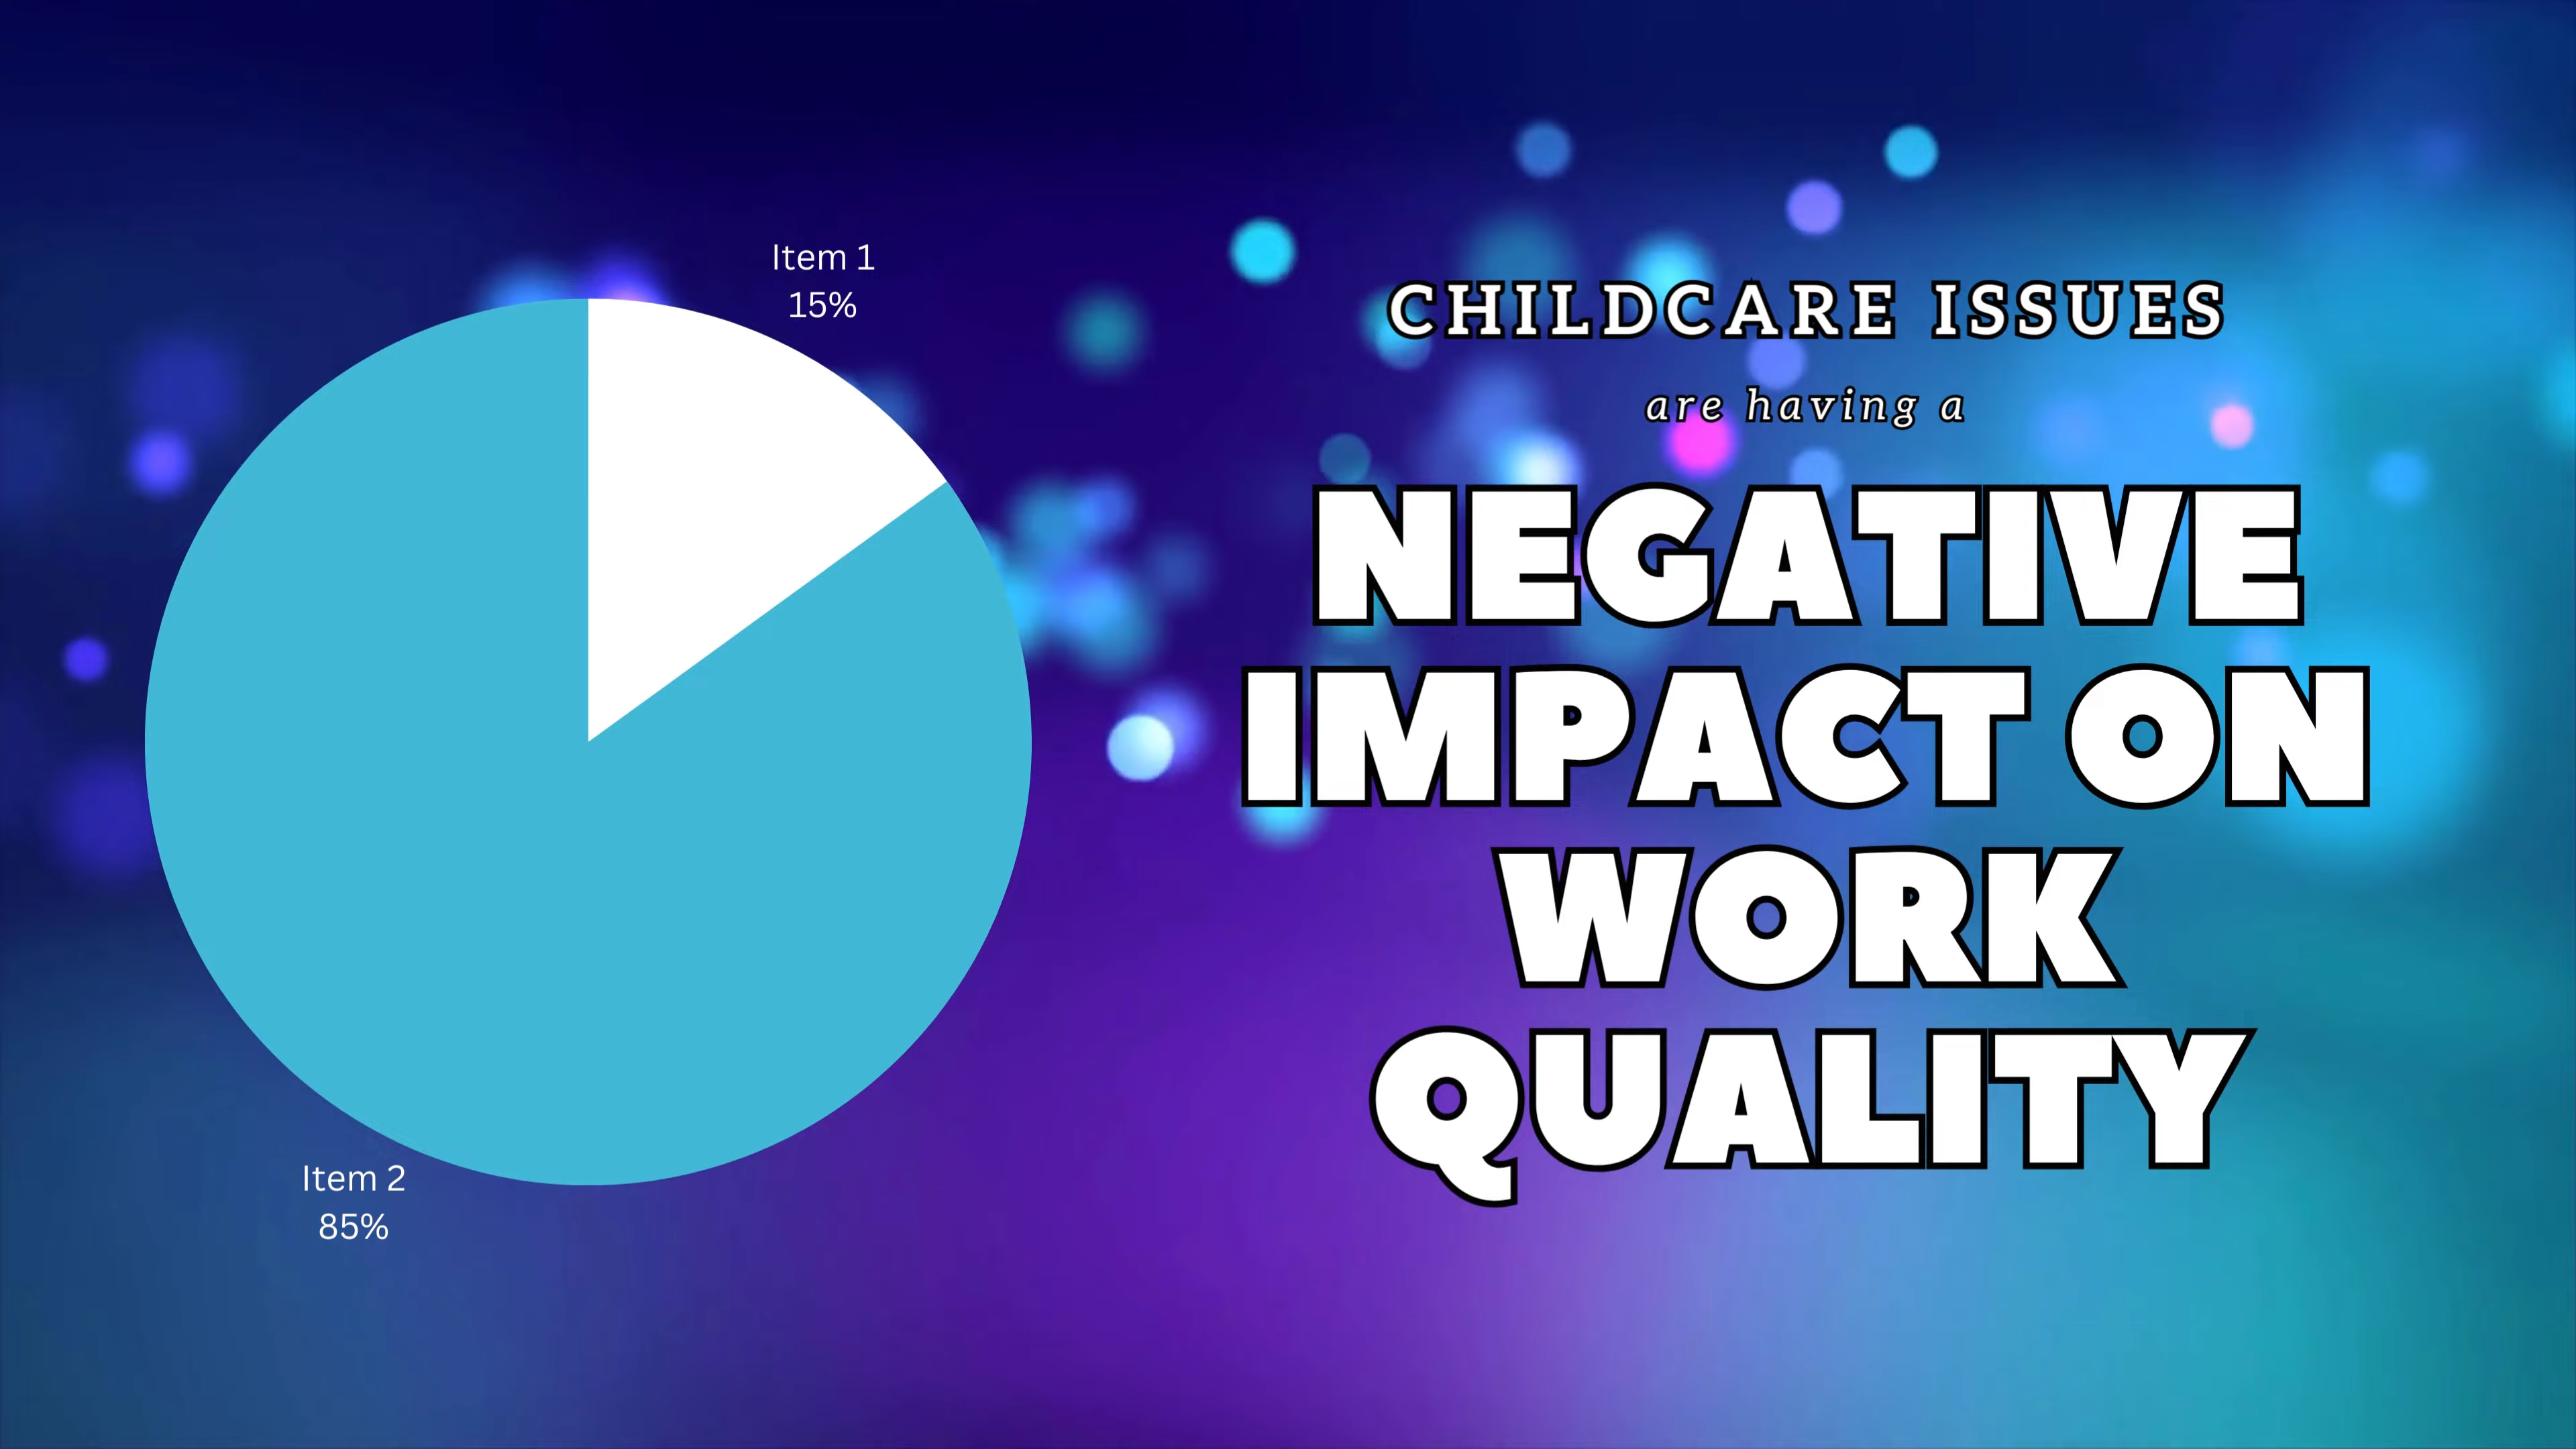 Item 1
15%
Item 2
85%
CHILDCARE ISSUES
are having a
NEGATIVE
IMPACT ON
WORK
QUALITY